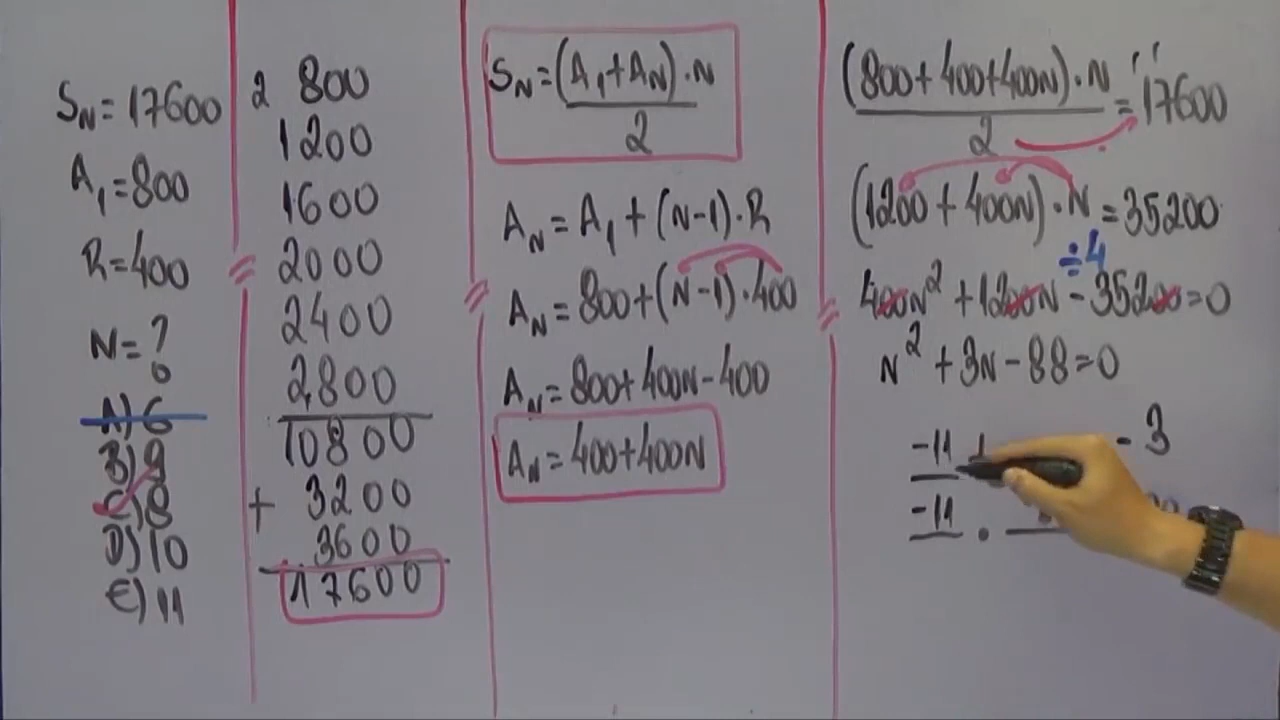 S_N = 17600
A_1 = 800
R = 400
N = ?
A) 6
B) 9
C) 8
D) 10
E) 11
2 800
1200
1600
2000
2400
2800
10800
+ 3200
3600
17600
S_N = (A_1 + A_N) · N
2
A_N = A_1 + (N-1) · R
A_N = 800 + (N-1) · 400
A_N = 800 + 400N - 400
A_N = 400 + 400N
(800 + 400 + 400N) · N = 17600
2
(1200 + 400N) · N = 35200
÷4
400N² + 1200N - 35200 = 0
N² + 3N - 88 = 0
-11 - 3
-11 ·